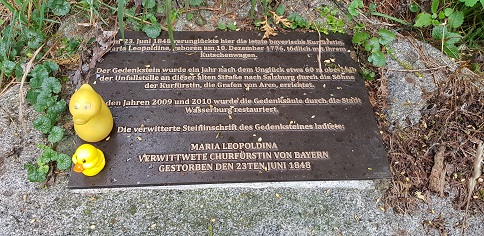 23. Juni 1848 verunglückte hier die letzte bayerische Kurfürstin,
Maria Leopoldine, geboren am 10. Dezember 1776, tödlich mit ihrem
Kutschenwagen.
Der Gedenkstein wurde ein Jahr nach dem Unglück etwa 60 m oberhalb
der Unfallstelle an dieser alten Straße nach Salzburg durch die Söhne
der Kurfürstin, die Grafen von Arco, errichtet.
den Jahren 2009 und 2010 wurde die Gedenksäule durch die Stadt
Wasserburg restauriert.
Die verwitterte Steininschrift des Gedenksteines lautete:
MARIA LEOPOLDINA
VERWITTWETE CHURFÜRSTIN VON BAYERN
GESTORBEN DEN 23TEN JUNI 1848